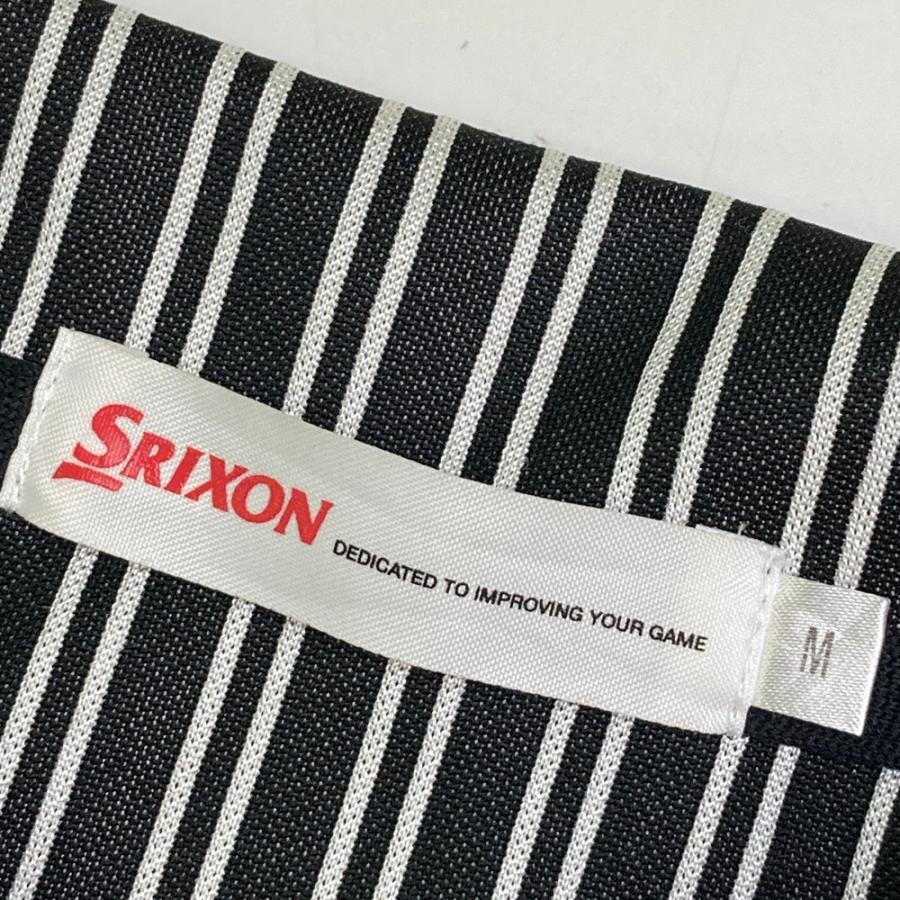 SRIXON
DEDICATED TO IMPROVING YOUR GAME
M